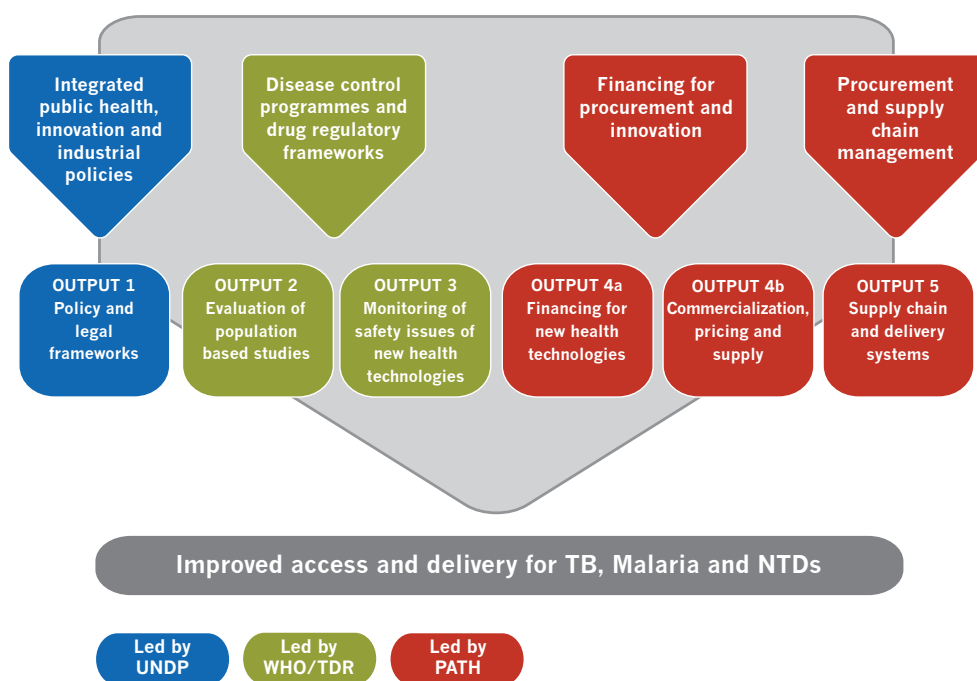 Integrated
public health,
innovation and
industrial
policies
Disease control
programmes and
drug regulatory
frameworks
Financing for
procurement and
innovation
Procurement
and supply
chain
management
OUTPUT 1
Policy and
legal
frameworks
OUTPUT 2
Evaluation of
population
based studies
OUTPUT 3
Monitoring of
safety issues of
new health
technologies
OUTPUT 4a
Financing for
new health
technologies
OUTPUT 4b
Commercialization,
pricing and
supply
OUTPUT 5
Supply chain
and delivery
systems
Improved access and delivery for TB, Malaria and NTDs
Led by
UNDP
Led by
WHO/TDR
Led by
PATH